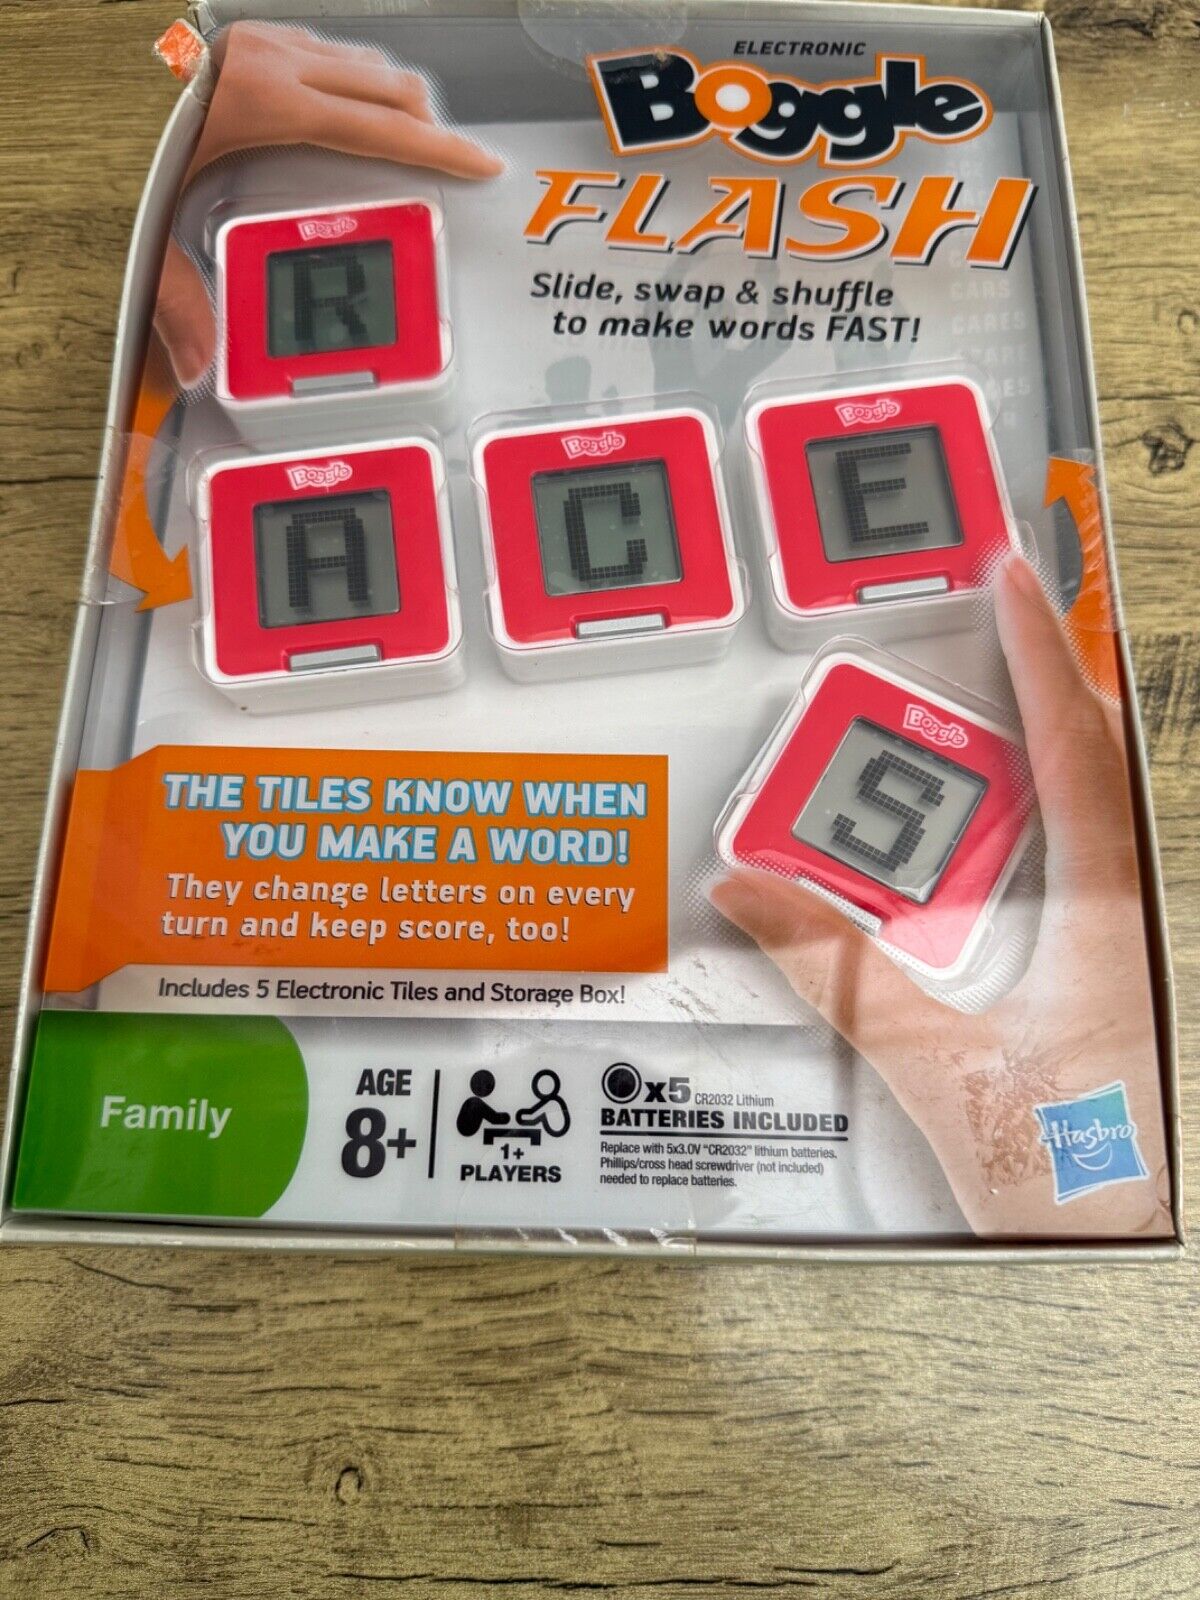 ELECTRONIC
Boggle
FLASH
Slide, swap & shuffle
to make words FAST!
CARS
CARES
Boggle
R
Boggle
A
Boggle
C
Boggle
E
Boggle
S
THE TILES KNOW WHEN
YOU MAKE A WORD!
They change letters on every
turn and keep score, too!
Includes 5 Electronic Tiles and Storage Box!
Family
AGE
8+
1+
PLAYERS
x5 CR2032 Lithium
BATTERIES INCLUDED
Replace with 5x3.0V "CR2032" lithium batteries.
Phillips/cross head screwdriver (not included)
needed to replace batteries.
Hasbro